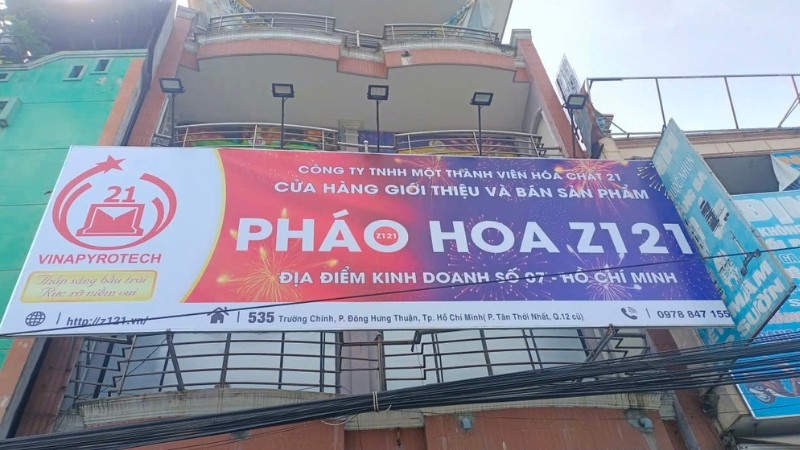 21
VINAPYROTECH
Thắp sáng bầu trời
Rực rỡ niềm vui
CÔNG TY TNHH MỘT THÀNH VIÊN HÓA CHẤT 21
CỬA HÀNG GIỚI THIỆU VÀ BÁN SẢN PHẨM
PHÁO HOA Z121
Z121
ĐỊA ĐIỂM KINH DOANH SỐ 07 - HỒ CHÍ MINH
http://z121.vn/
535 Trường Chinh, P. Đông Hưng Thuận, Tp. Hồ Chí Minh( P. Tân Thới Nhất, Q.12 cũ)
0978 847 155